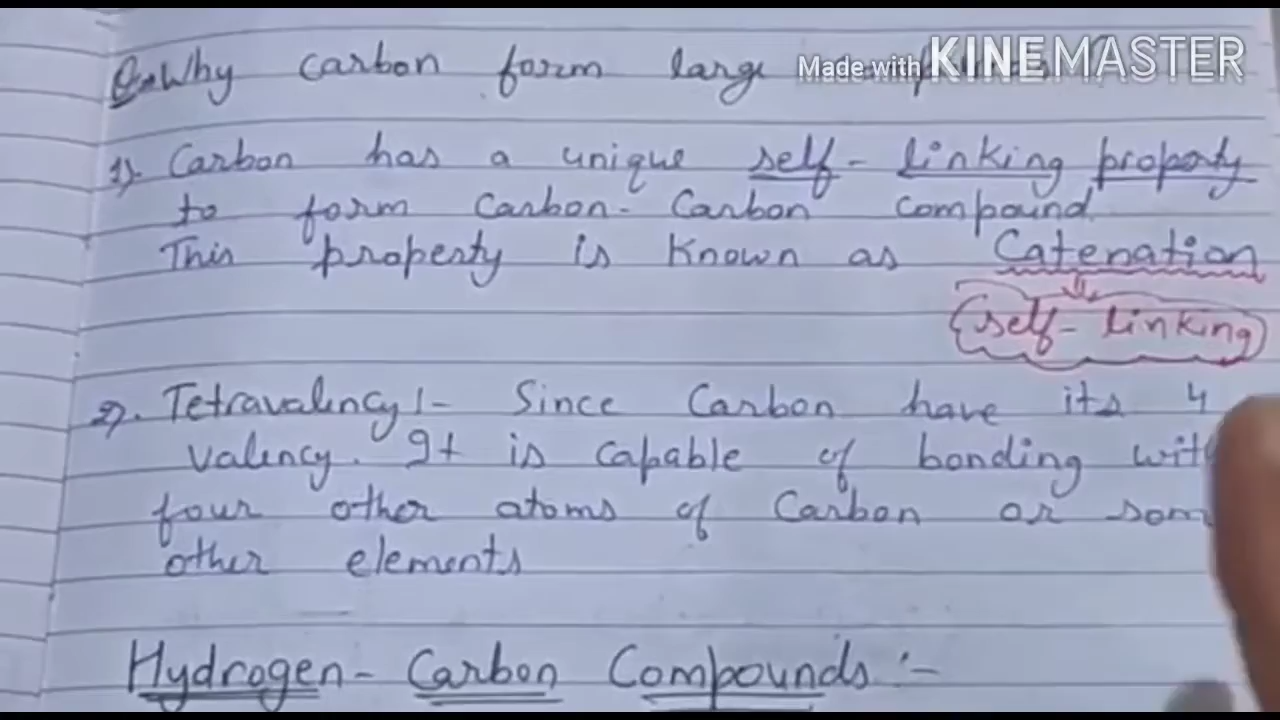 Q. Why carbon form large
Made with KINEMASTER
1). Carbon has a unique self-linking property
to form Carbon-Carbon compound.
This property is known as Catenation
self-linking
2). Tetravalency :- Since Carbon have its 4
valency. It is capable of bonding with
four other atoms of Carbon or som
other elements
Hydrogen-Carbon Compounds :-